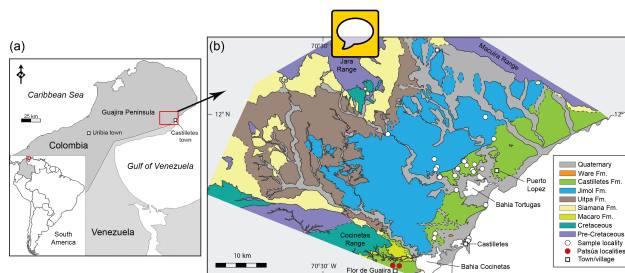 (a)
Caribbean Sea
Guajira Peninsula
25 km
Uribia town
Castilletes town
Colombia
Gulf of Venezuela
South America
Venezuela
(b)
70°30'
Jara Range
Macuira Range
12° N
12°
Puerto Lopez
Bahia Tortugas
Cocinetas Range
Castilletes
10 km
70°30' W
Flor de Guajira
Bahia Cocinetas
Quaternary
Ware Fm.
Castilletes Fm.
Jimol Fm.
Uitpa Fm.
Siamana Fm.
Macaro Fm.
Cretaceous
Pre-Cretaceous
Sample locality
Patsúa localities
Town/village